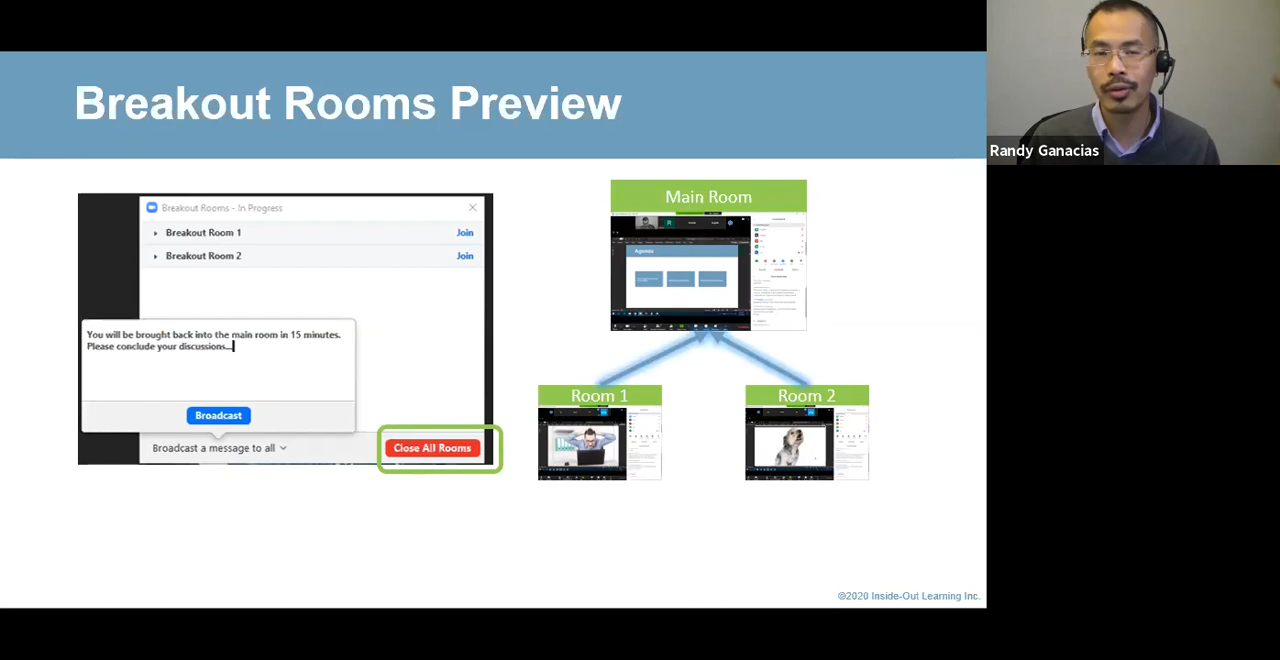 Breakout Rooms Preview
Randy Ganacias
Breakout Rooms - In Progress
Breakout Room 1
Join
Breakout Room 2
Join
You will be brought back into the main room in 15 minutes.
Please conclude your discussions...
Broadcast
Broadcast a message to all
Close All Rooms
Main Room
Agenda
Room 1
Room 2
©2020 Inside-Out Learning Inc.